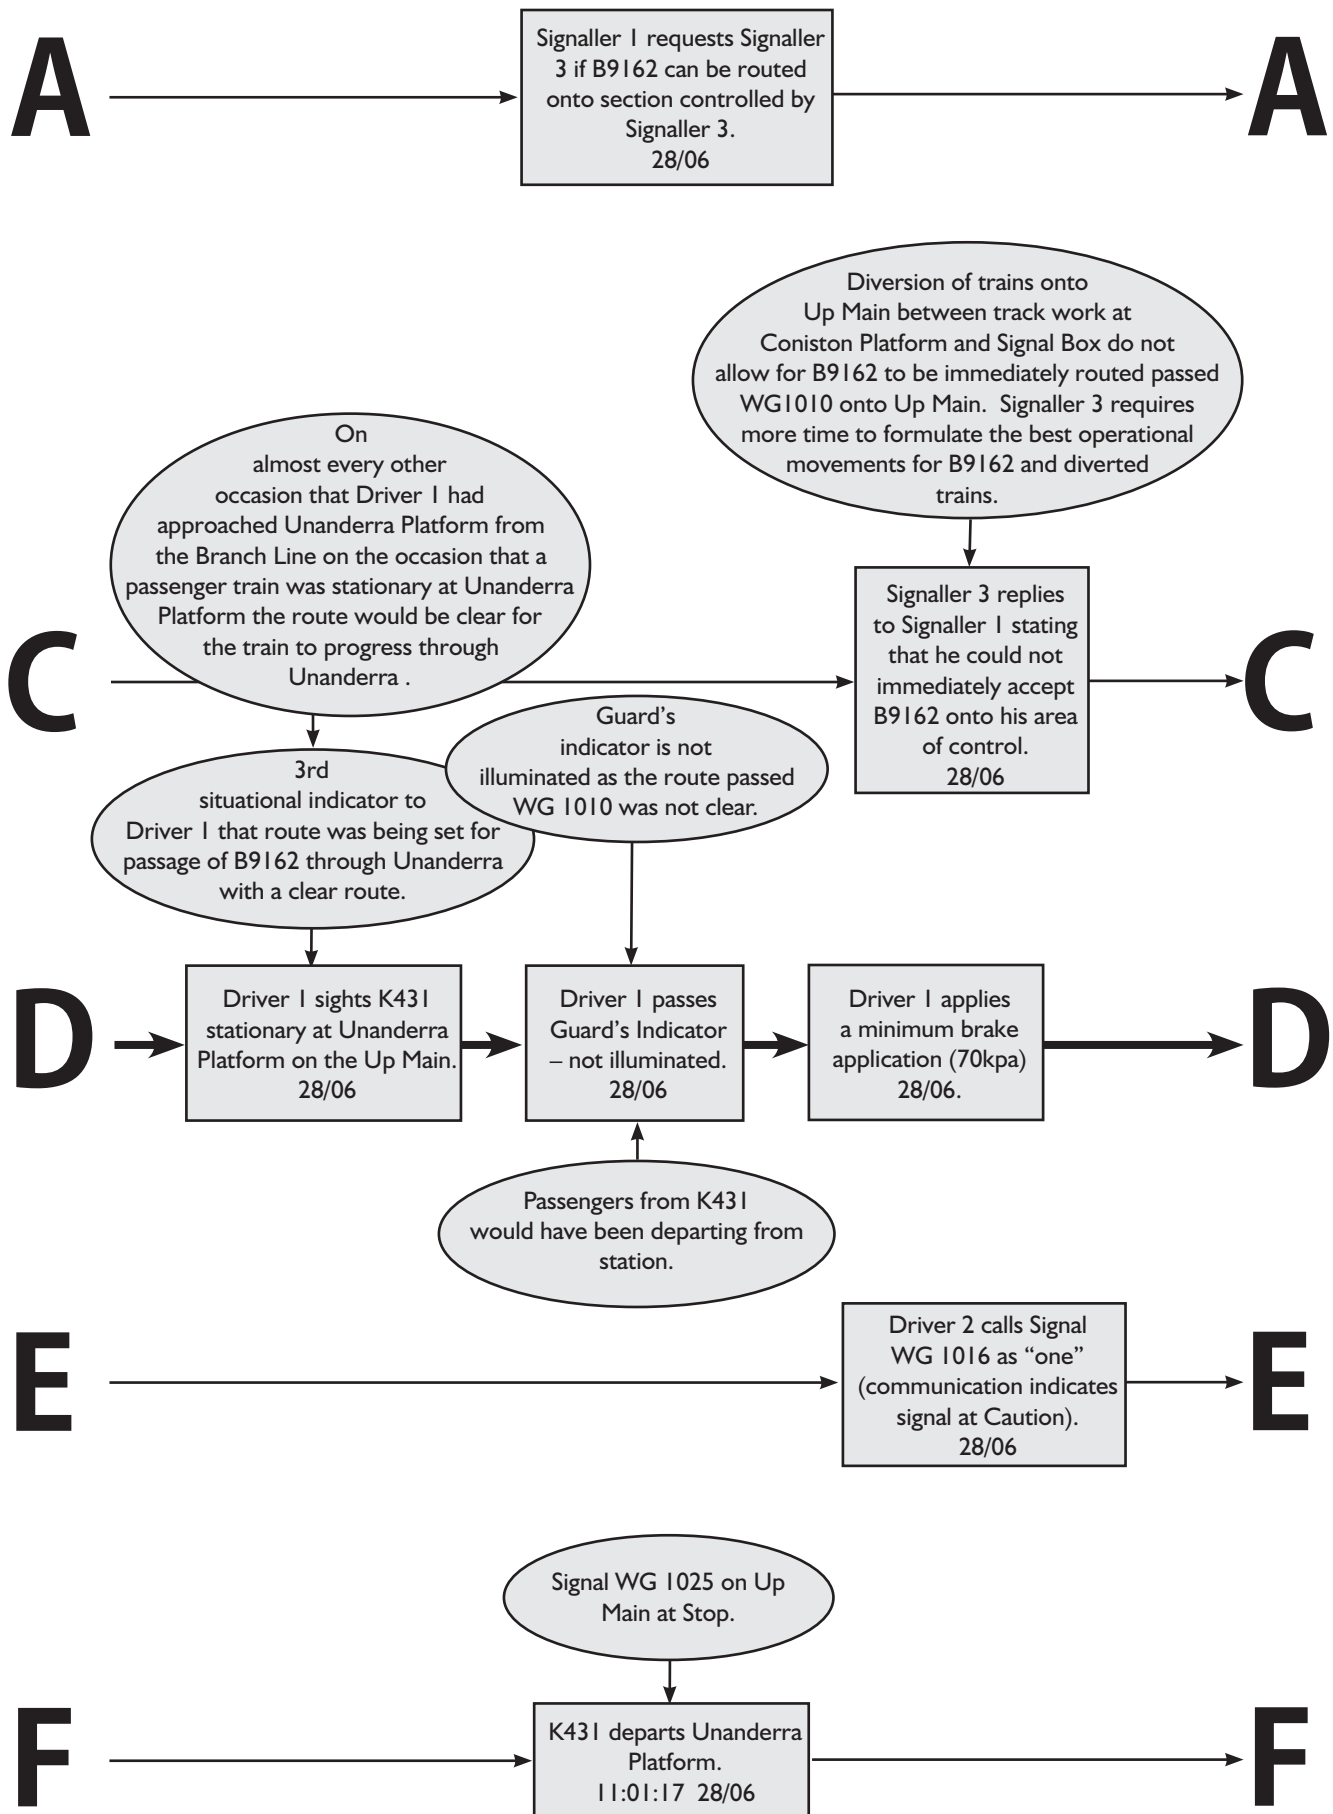 A
Signaller 1 requests Signaller
3 if B9162 can be routed
onto section controlled by
Signaller 3.
28/06
A
Diversion of trains onto
Up Main between track work at
Coniston Platform and Signal Box do not
allow for B9162 to be immediately routed passed
WG1010 onto Up Main. Signaller 3 requires
more time to formulate the best operational
movements for B9162 and diverted
trains.
On
almost every other
occasion that Driver 1 had
approached Unanderra Platform from
the Branch Line on the occasion that a
passenger train was stationary at Unanderra
Platform the route would be clear for
the train to progress through
Unanderra .
C
Signaller 3 replies
to Signaller 1 stating
that he could not
immediately accept
B9162 onto his area
of control.
28/06
C
Guard's
indicator is not
illuminated as the route passed
WG 1010 was not clear.
3rd
situational indicator to
Driver 1 that route was being set for
passage of B9162 through Unanderra
with a clear route.
D
Driver 1 sights K431
stationary at Unanderra
Platform on the Up Main.
28/06
Driver 1 passes
Guard's Indicator
– not illuminated.
28/06
Driver 1 applies
a minimum brake
application (70kpa)
28/06.
D
Passengers from K431
would have been departing from
station.
E
Driver 2 calls Signal
WG 1016 as “one”
(communication indicates
signal at Caution).
28/06
E
Signal WG 1025 on Up
Main at Stop.
F
K431 departs Unanderra
Platform.
11:01:17 28/06
F